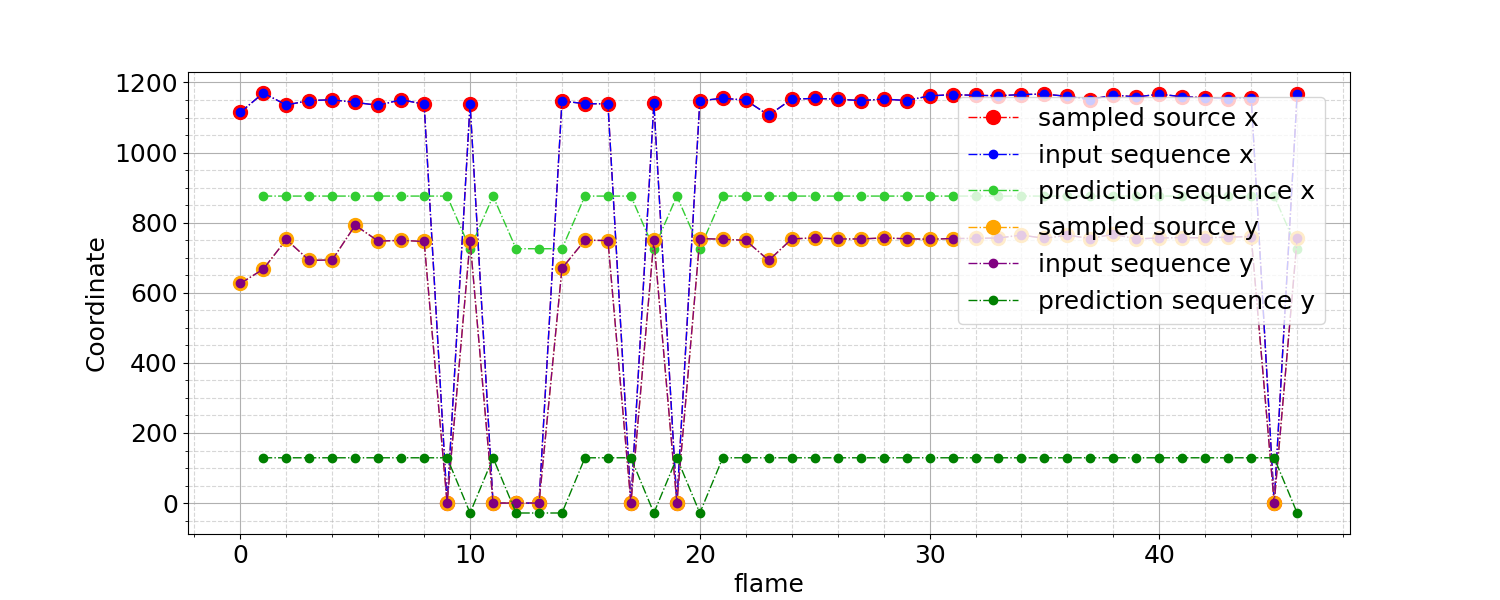 1200
1000
800
600
400
200
0
Coordinate
sampled source x
input sequence x
prediction sequence x
sampled source y
input sequence y
prediction sequence y
0 10 20 30 40
flame